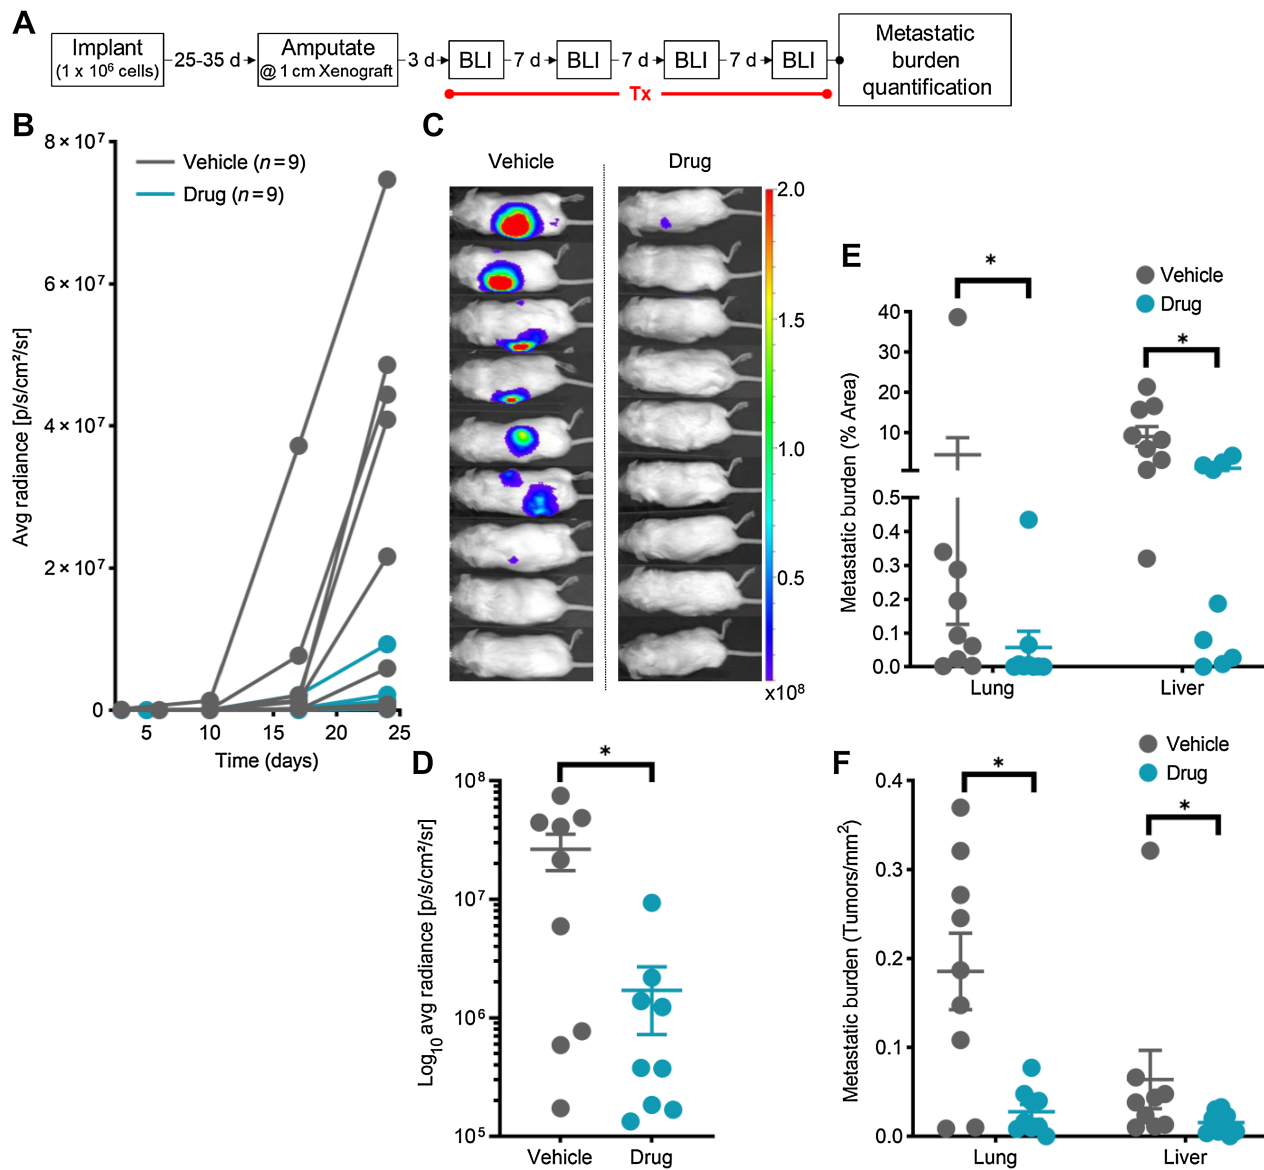 A
Implant
(1 x 10⁶ cells)
25-35 d
Amputate
@ 1 cm Xenograft
3 d
BLI
7 d
BLI
7 d
BLI
7 d
BLI
Metastatic
burden
quantification
Tx
B
8 × 10⁷
6 × 10⁷
4 × 10⁷
2 × 10⁷
0
Avg radiance [p/s/cm²/sr]
Vehicle (n = 9)
Drug (n = 9)
5
10
15
20
25
Time (days)
C
Vehicle
Drug
2.0
1.5
1.0
0.5
x10⁸
D
*
10⁸
10⁷
10⁶
10⁵
Log₁₀ avg radiance [p/s/cm²/sr]
Vehicle
Drug
E
Vehicle
Drug
*
*
40
30
20
10
0.5
0.4
0.3
0.2
0.1
0.0
Metastatic burden (% Area)
Lung
Liver
F
Vehicle
Drug
*
*
0.4
0.3
0.2
0.1
0.0
Metastatic burden (Tumors/mm²)
Lung
Liver